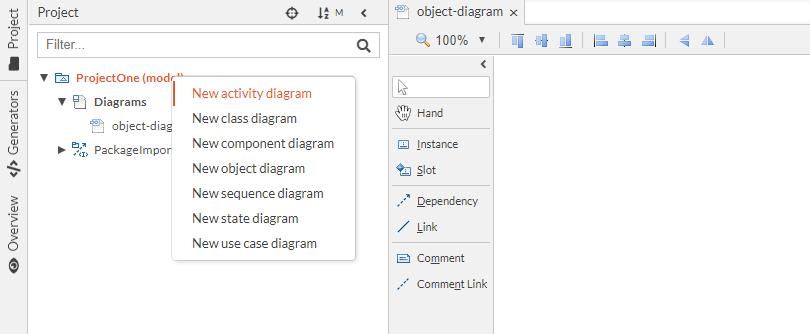 Project
Generators
Overview
Project
M
Filter...
ProjectOne (model)
Diagrams
object-diag
PackageImpor
New activity diagram
New class diagram
New component diagram
New object diagram
New sequence diagram
New state diagram
New use case diagram
object-diagram
100%
Hand
Instance
Slot
Dependency
Link
Comment
Comment Link